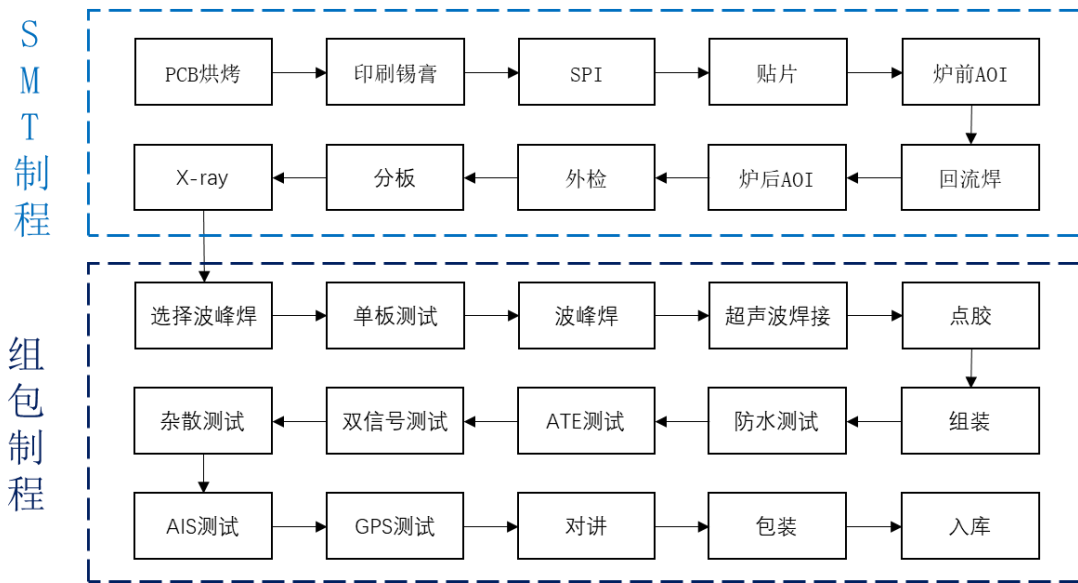 SMT制程
PCB烘烤
印刷锡膏
SPI
贴片
炉前AOI
X-ray
分板
外检
炉后AOI
回流焊
组包制程
选择波峰焊
单板测试
波峰焊
超声波焊接
点胶
杂散测试
双信号测试
ATE测试
防水测试
组装
AIS测试
GPS测试
对讲
包装
入库